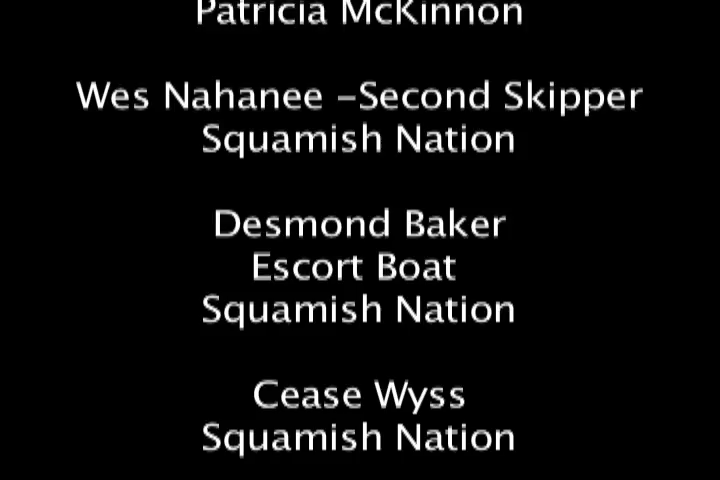 Patricia McKinnon
Wes Nahanee -Second Skipper
Squamish Nation
Desmond Baker
Escort Boat
Squamish Nation
Cease Wyss
Squamish Nation